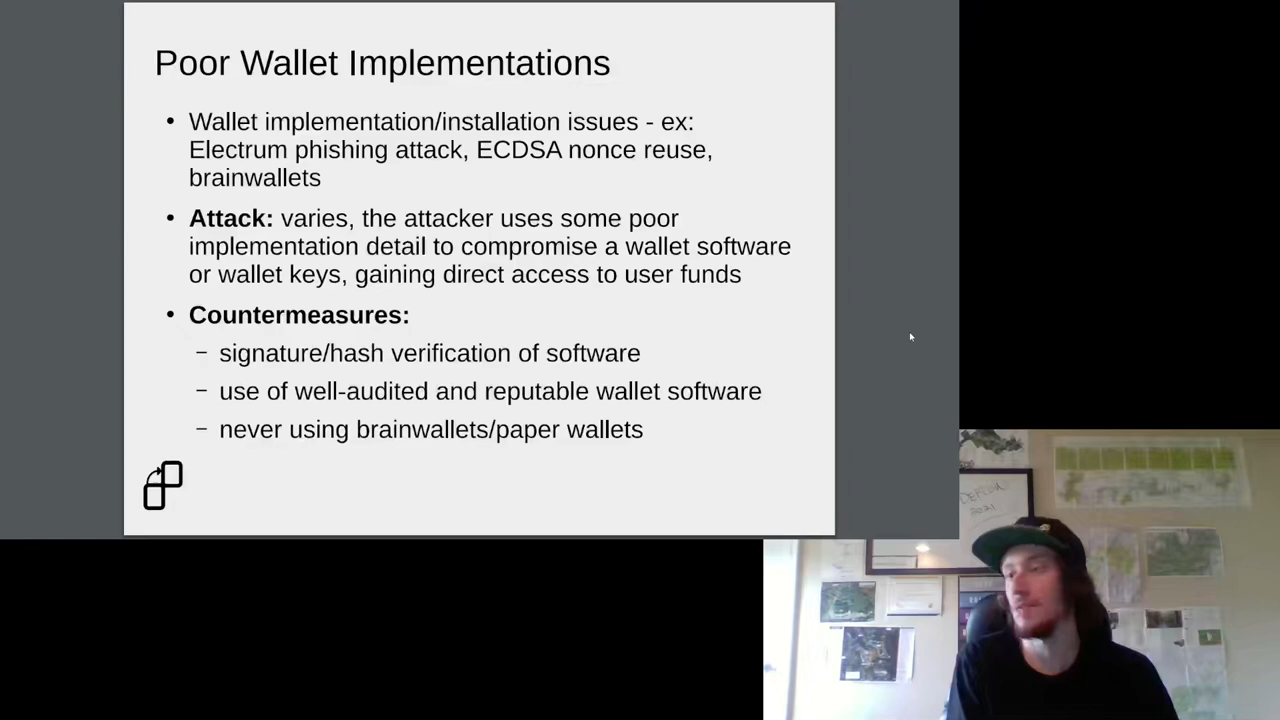 Poor Wallet Implementations
• Wallet implementation/installation issues - ex:
Electrum phishing attack, ECDSA nonce reuse,
brainwallets
• Attack: varies, the attacker uses some poor
implementation detail to compromise a wallet software
or wallet keys, gaining direct access to user funds
• Countermeasures:
– signature/hash verification of software
– use of well-audited and reputable wallet software
– never using brainwallets/paper wallets
2021